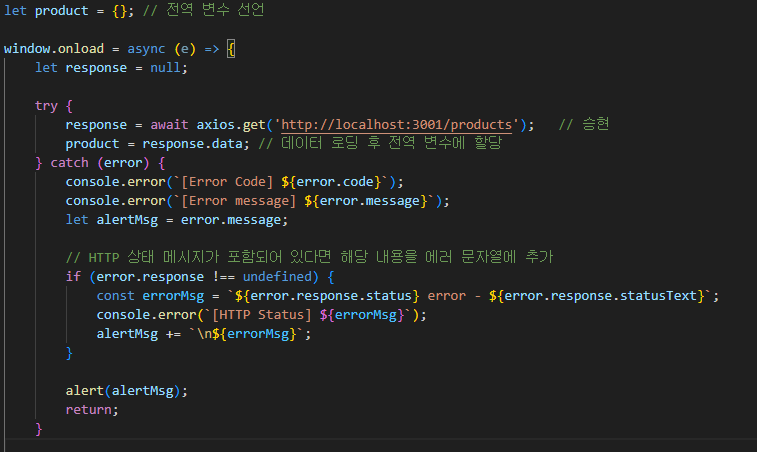 let product = {}; // 전역 변수 선언
window.onload = async (e) => {
let response = null;
try {
response = await axios.get('http://localhost:3001/products'); // 승현
product = response.data; // 데이터 로딩 후 전역 변수에 할당
} catch (error) {
console.error(`[Error Code] ${error.code}`);
console.error(`[Error message] ${error.message}`);
let alertMsg = error.message;
// HTTP 상태 메시지가 포함되어 있다면 해당 내용을 에러 문자열에 추가
if (error.response !== undefined) {
const errorMsg = `${error.response.status} error - ${error.response.statusText}`;
console.error(`[HTTP Status] ${errorMsg}`);
alertMsg += `\n${errorMsg}`;
}
alert(alertMsg);
return;
}